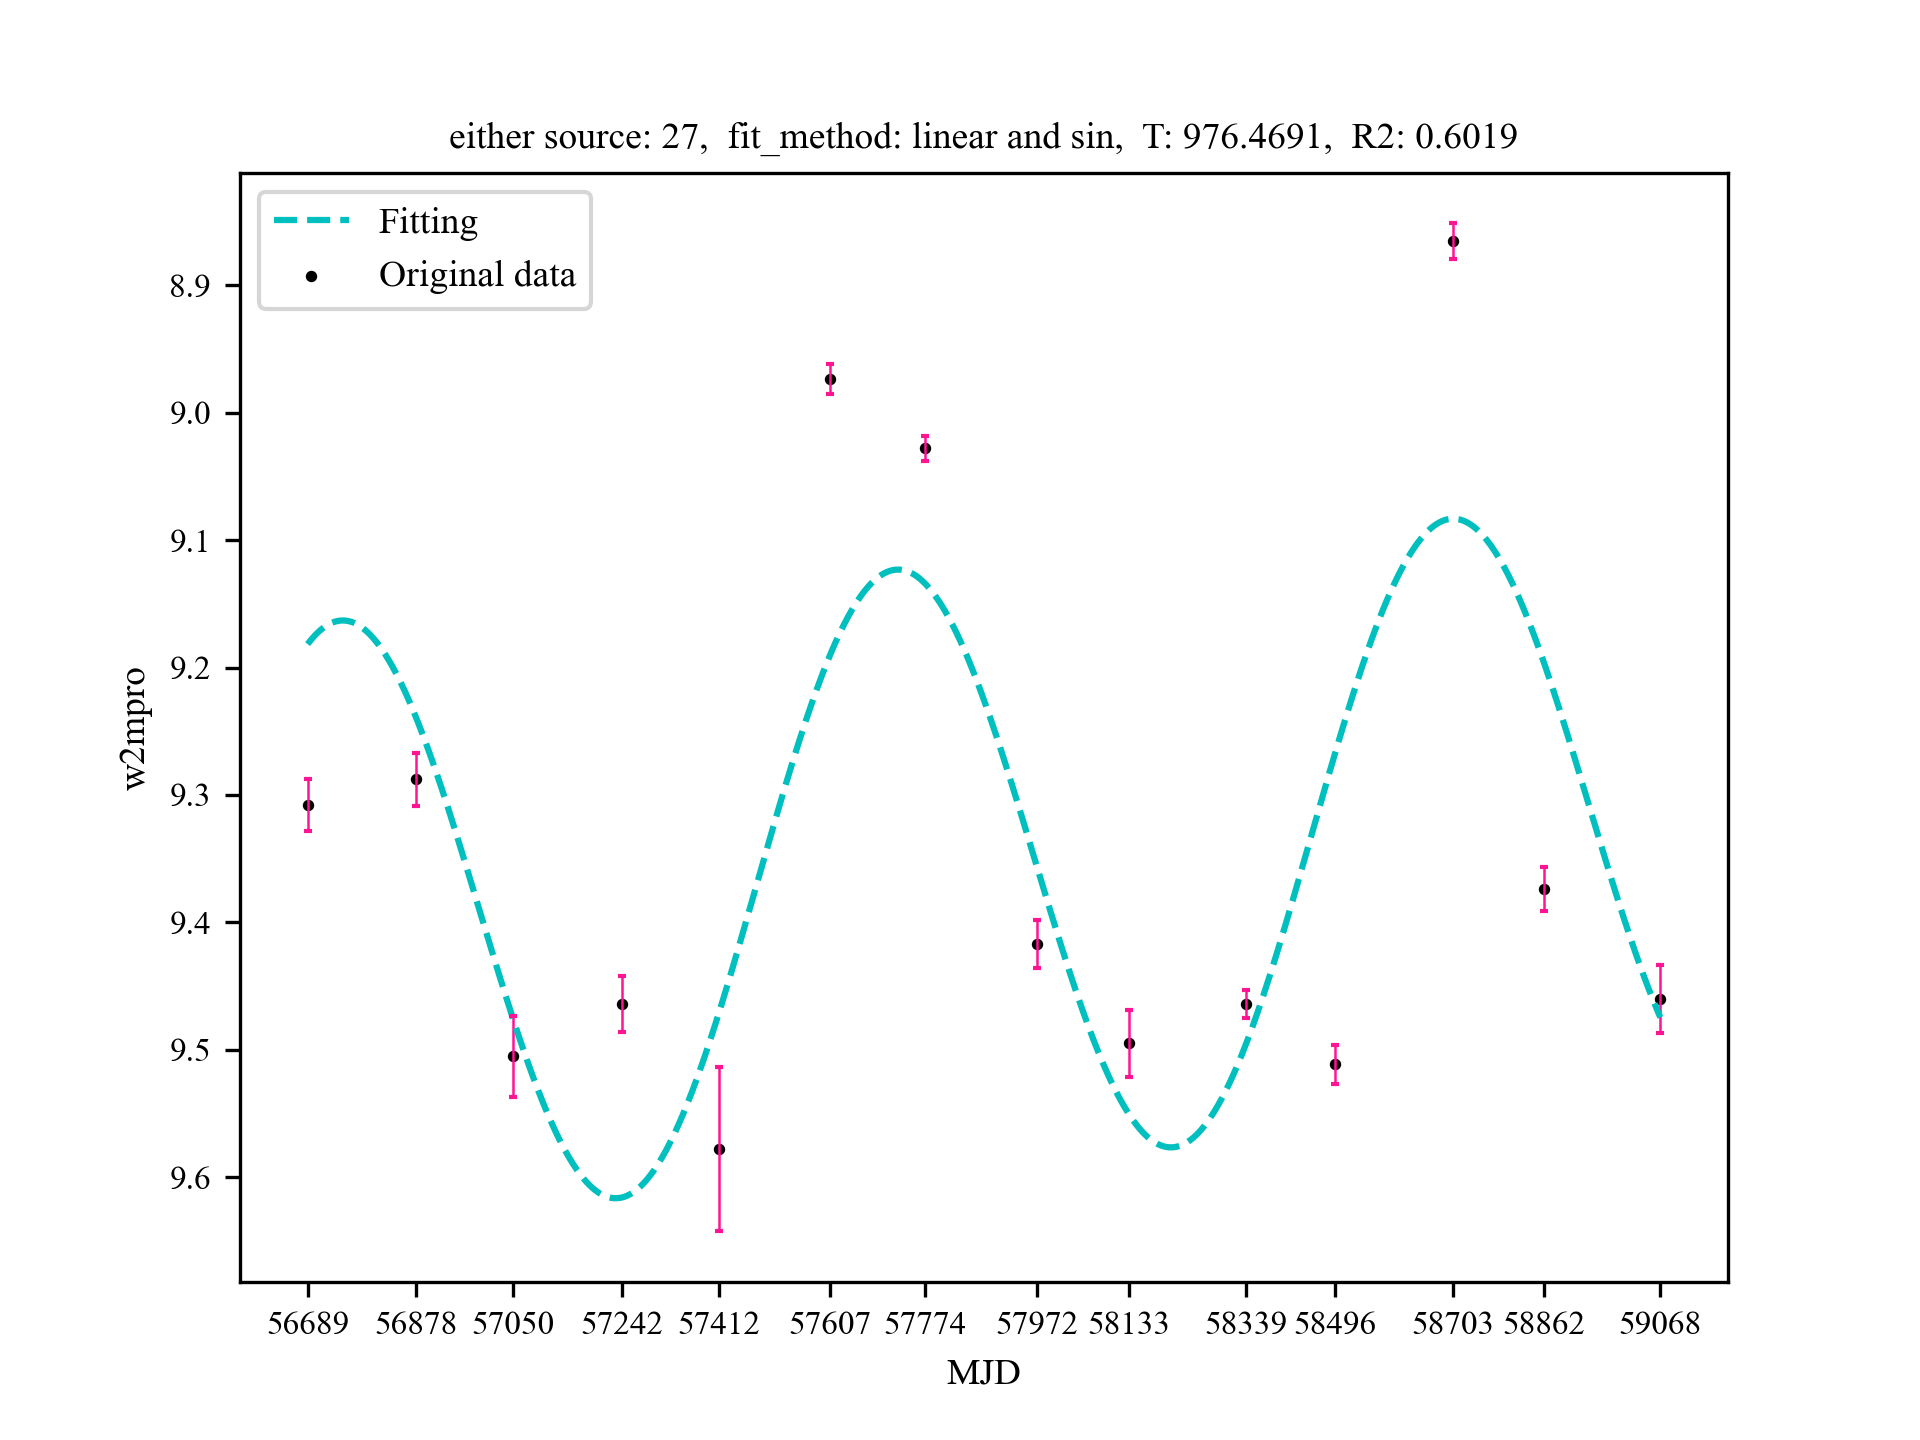 either source: 27,  fit_method: linear and sin,  T: 976.4691,  R2: 0.6019
Fitting
Original data
8.9
9.0
9.1
9.2
9.3
9.4
9.5
9.6
w2mpro
56689 56878 57050 57242 57412 57607 57774 57972 58133 58339 58496 58703 58862 59068
MJD